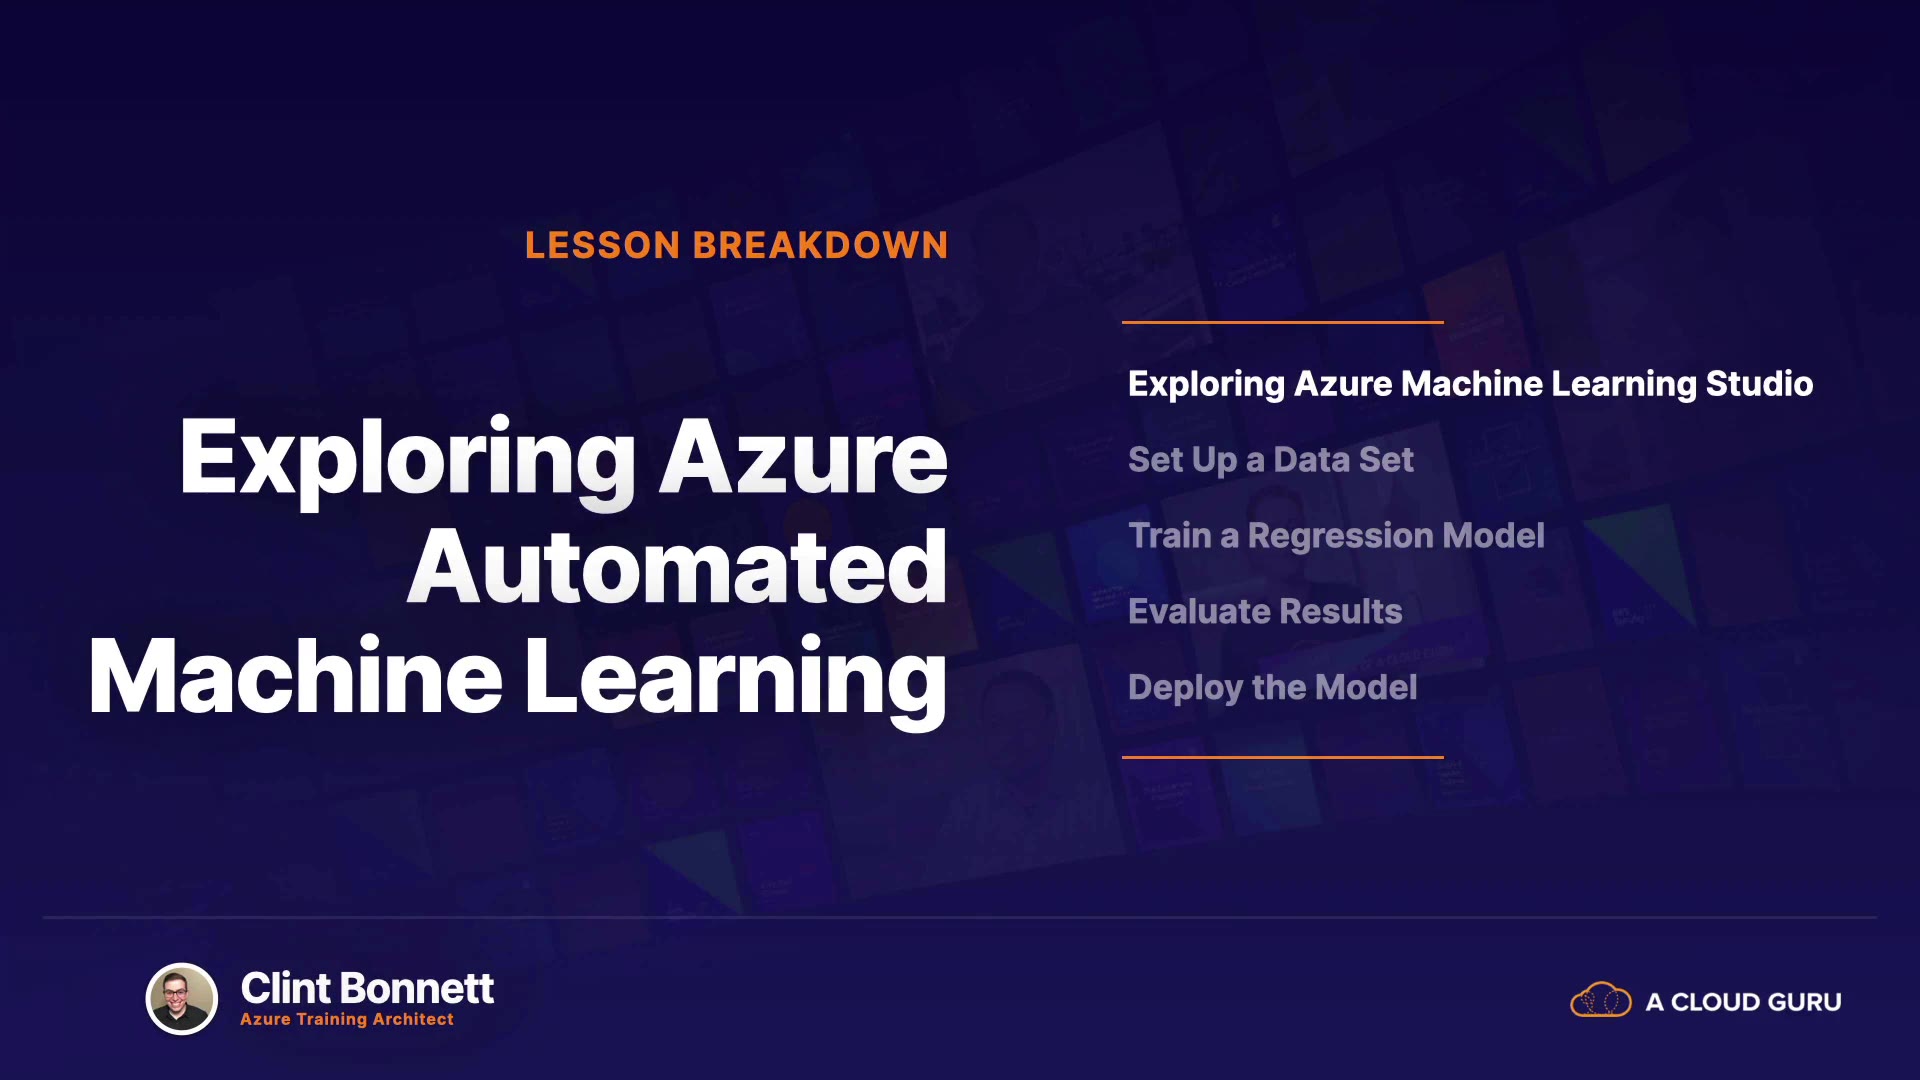 LESSON BREAKDOWN
Exploring Azure
Automated
Machine Learning
Exploring Azure Machine Learning Studio
Set Up a Data Set
Train a Regression Model
Evaluate Results
Deploy the Model
Clint Bonnett
Azure Training Architect
A CLOUD GURU